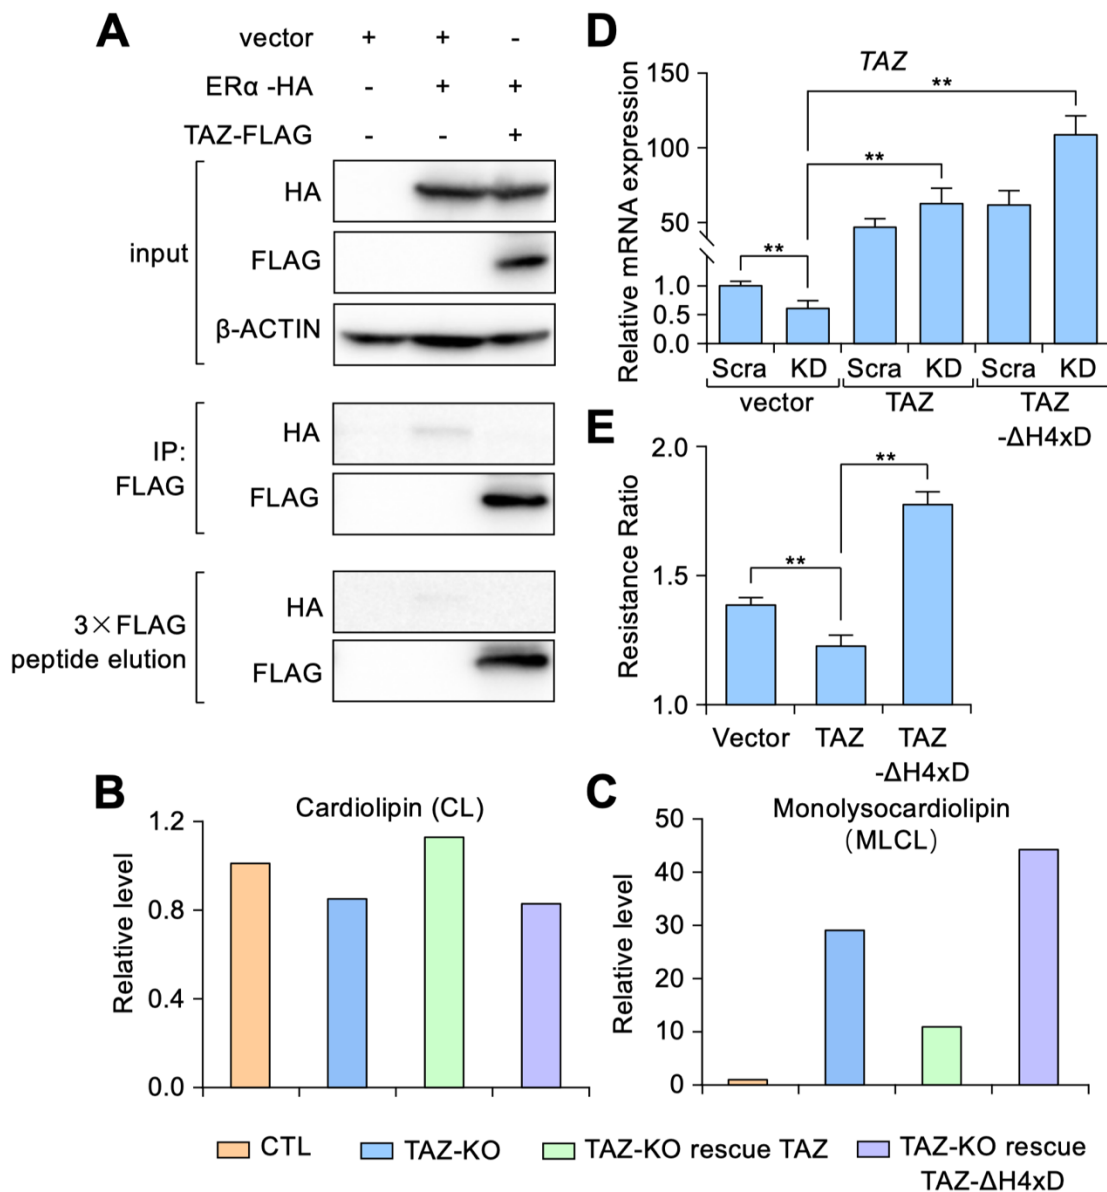 A
vector + + -
ERα -HA - + +
TAZ-FLAG - - +
input
HA
FLAG
β-ACTIN
IP:
FLAG
HA
FLAG
3×FLAG
peptide elution
HA
FLAG
D
TAZ
Relative mRNA expression
150
100
50
1.0
0.5
0.0
**
**
**
Scra KD Scra KD Scra KD
vector TAZ TAZ
-ΔH4xD
E
Resistance Ratio
2.0
1.5
1.0
**
**
Vector TAZ TAZ
-ΔH4xD
B
Cardiolipin (CL)
Relative level
1.2
0.8
0.4
0.0
C
Monolysocardiolipin
(MLCL)
Relative level
50
40
30
20
10
0
CTL TAZ-KO TAZ-KO rescue TAZ TAZ-KO rescue
TAZ-ΔH4xD